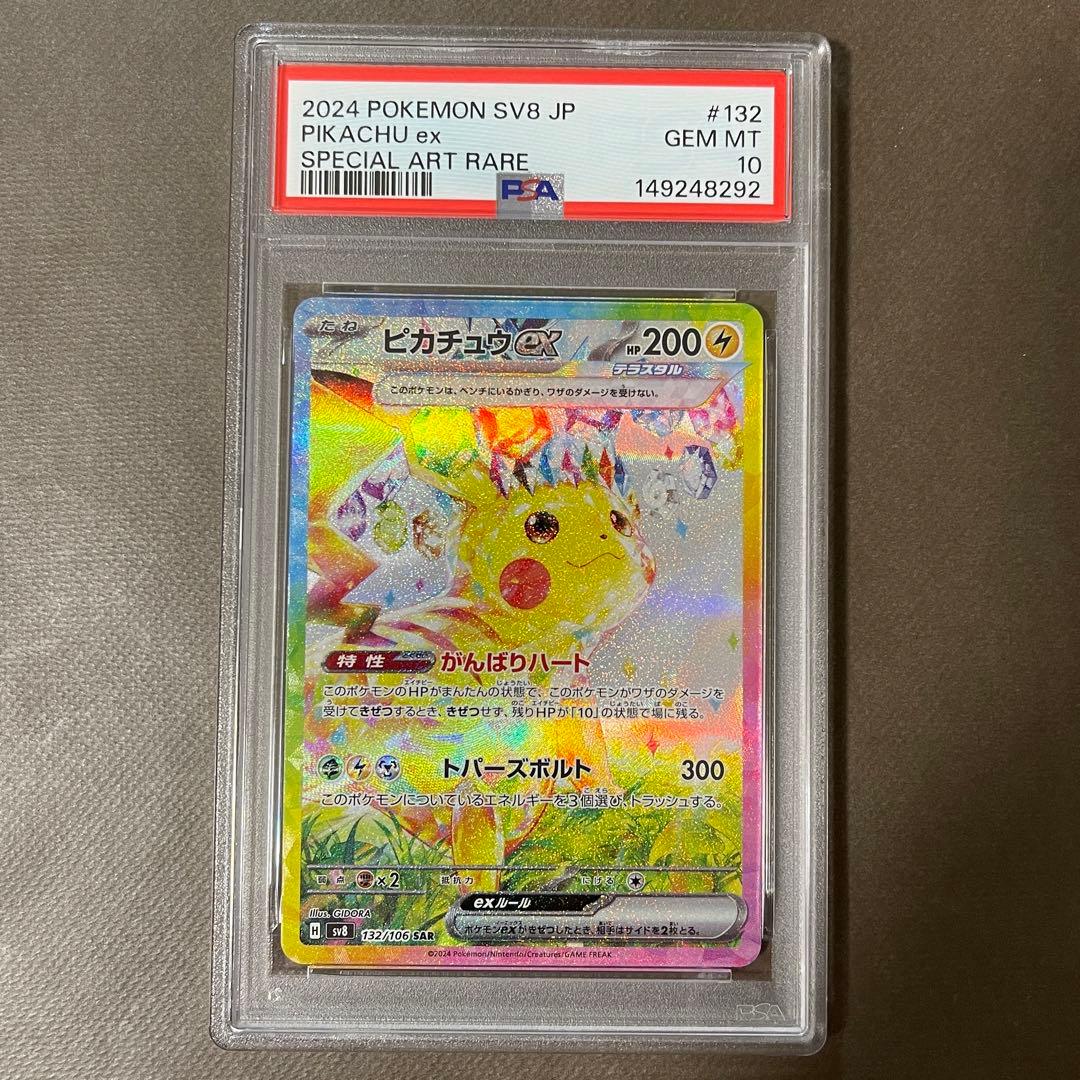 2024 POKEMON SV8 JP #132
PIKACHU ex GEM MT
SPECIAL ART RARE 10
PSA 149248292
たね ピカチュウex HP200
テラスタル
このポケモンは、ベンチにいるかぎり、ワザのダメージを受けない。
特性 がんばりハート
このポケモンのHPがまんたんの状態で、このポケモンがワザのダメージを
受けてきぜつするとき、きぜつせず、残りHPが「10」の状態で場に残る。
トパーズボルト 300
このポケモンについているエネルギーを3個選び、トラッシュする。
弱点 ×2 抵抗力 にげる
exルール
ポケモンexがきぜつしたとき、相手はサイドを2枚とる。
Illus. GIDORA
H sv8 132/106 SAR
©2024 Pokémon/Nintendo/Creatures/GAME FREAK
PSA